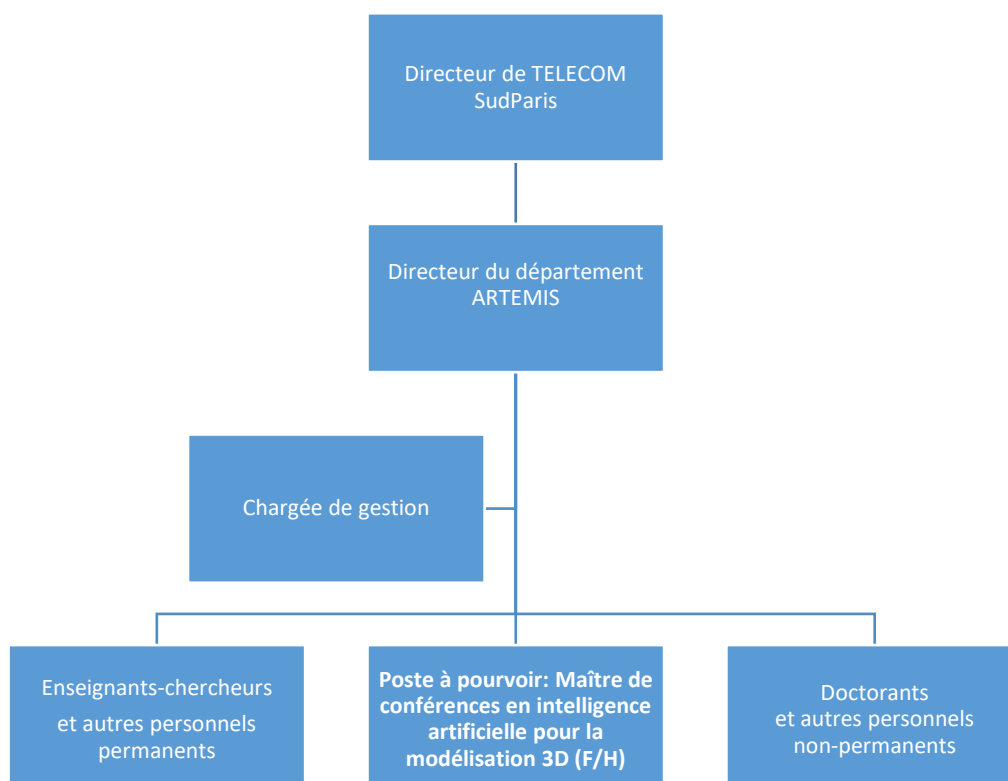 Directeur de TELECOM
SudParis
Directeur du département
ARTEMIS
Chargée de gestion
Enseignants-chercheurs
et autres personnels
permanents
Poste à pourvoir: Maître de
conférences en intelligence
artificielle pour la
modélisation 3D (F/H)
Doctorants
et autres personnels
non-permanents